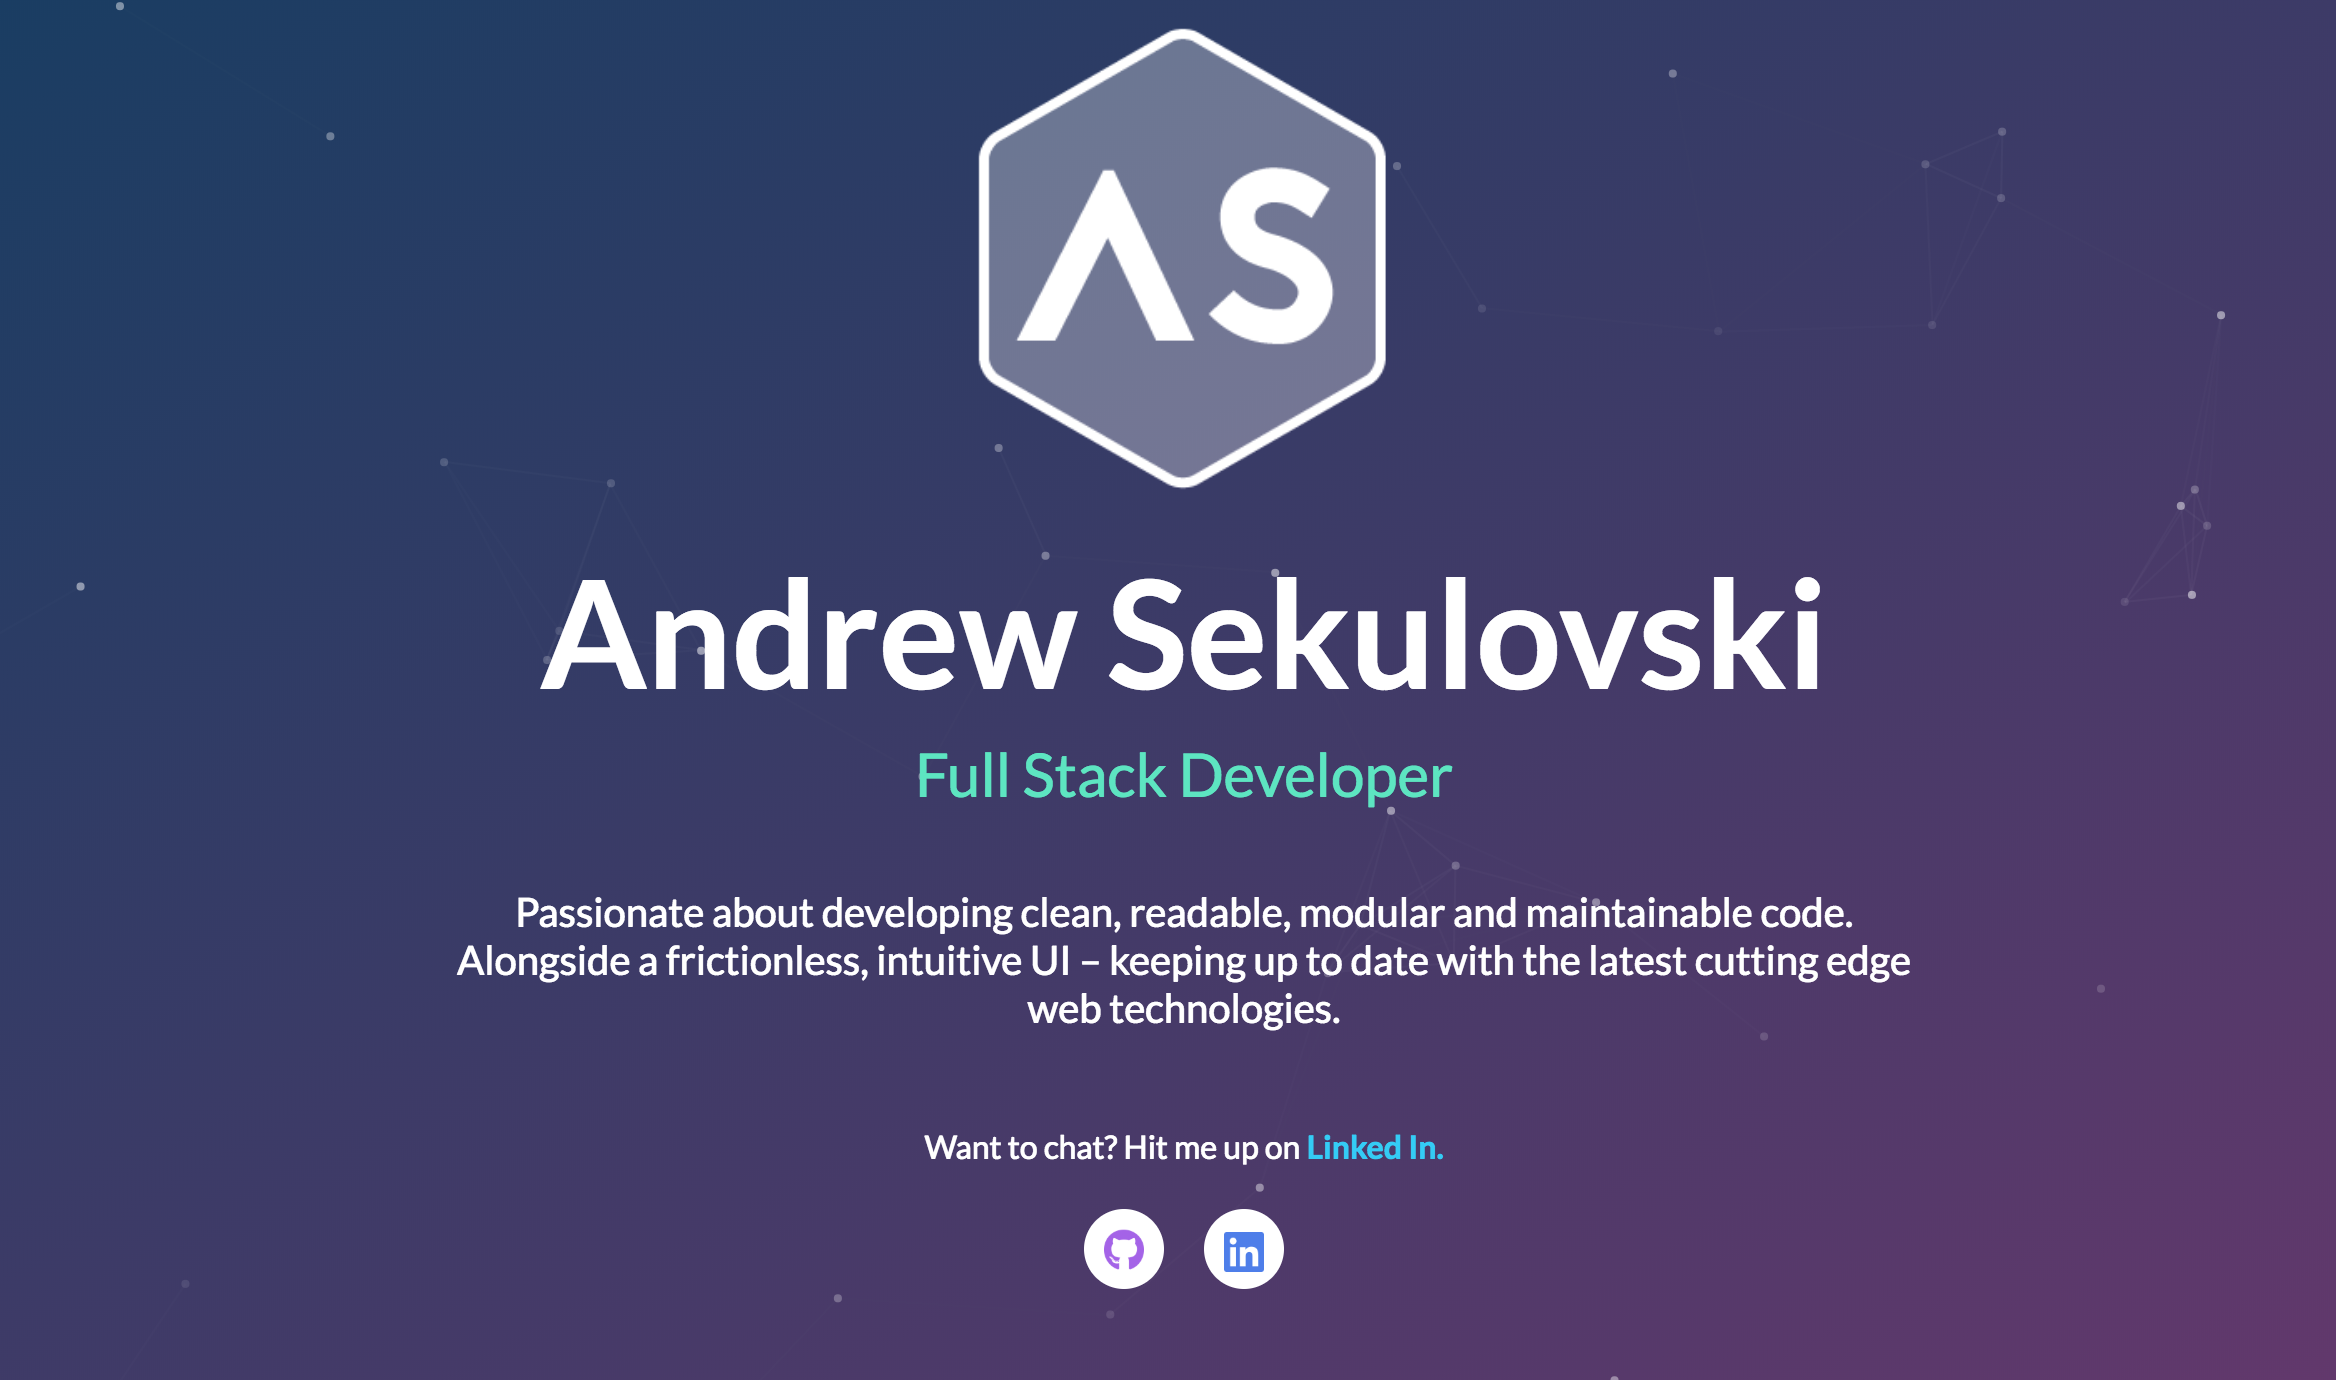 AS
Andrew Sekulovski
Full Stack Developer
Passionate about developing clean, readable, modular and maintainable code.
Alongside a frictionless, intuitive UI – keeping up to date with the latest cutting edge
web technologies.
Want to chat? Hit me up on Linked In.
in